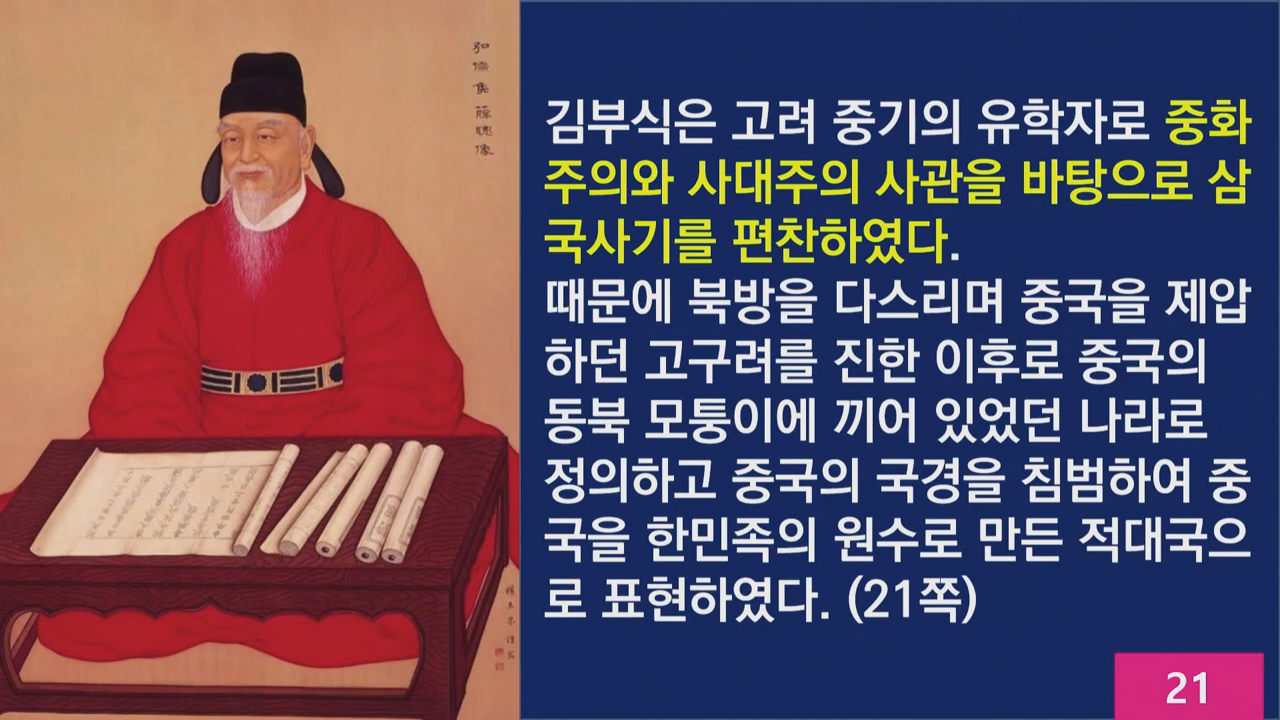 弘儒侯薛聰像
김부식은 고려 중기의 유학자로 중화
주의와 사대주의 사관을 바탕으로 삼
국사기를 편찬하였다.
때문에 북방을 다스리며 중국을 제압
하던 고구려를 진한 이후로 중국의
동북 모퉁이에 끼어 있었던 나라로
정의하고 중국의 국경을 침범하여 중
국을 한민족의 원수로 만든 적대국으
로 표현하였다. (21쪽)
21